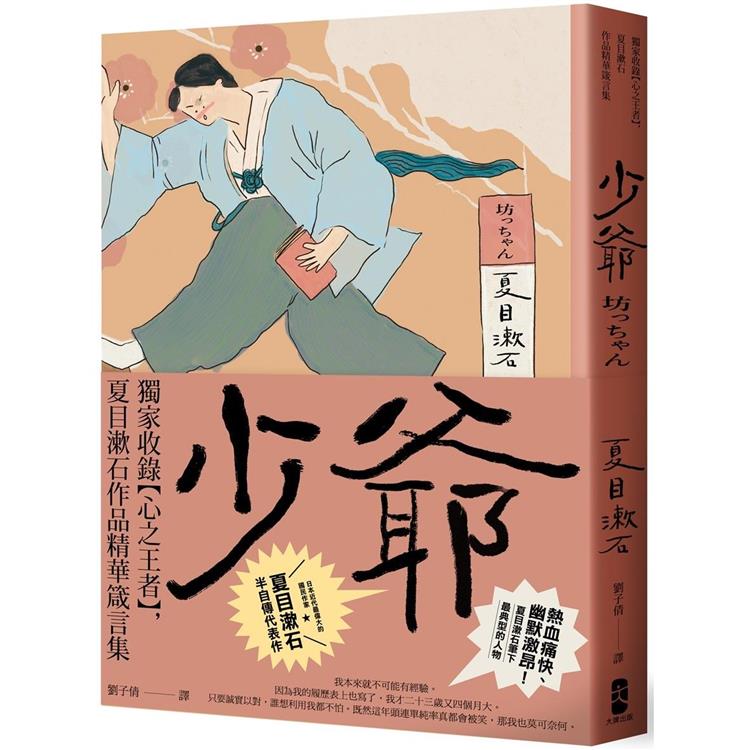 坊っちゃん
夏目漱石
獨家收錄【心之王者】,
夏目漱石作品精華箴言集
少爺
日本近代最偉大的
國民作家★
夏目漱石
半自傳代表作
熱血痛快、
幽默激昂!
夏目漱石筆下
最典型的人物
我本來就不可能有經驗。
因為我的履歷表上也寫了,我才二十三歲又四個月大。
只要誠實以對,誰想利用我都不怕。既然這年頭連單純率真都會被笑,那我也莫可奈何。
劉子倩——譯
獨家收錄【心之王者】,
夏目漱石
作品精華箴言集
少爺
坊っちゃん
夏目漱石
劉子倩——譯
大牌出版